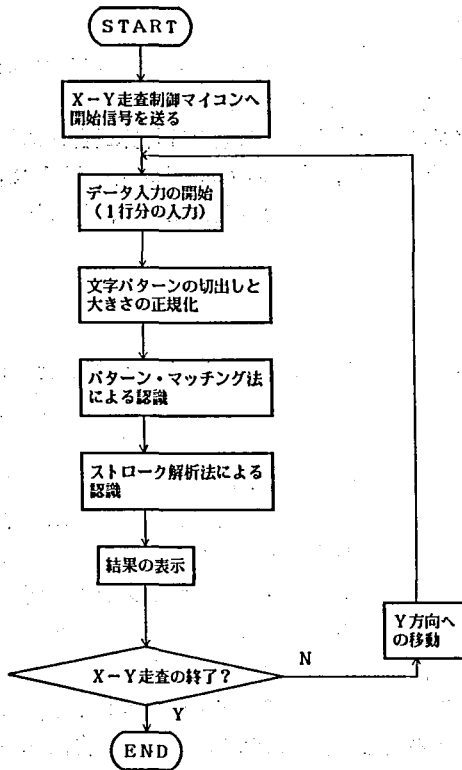 START
X－Y走査制御マイコンへ
開始信号を送る
データ入力の開始
(1行分の入力)
文字パターンの切出しと
大きさの正規化
パターン・マッチング法
による認識
ストローク解析法による
認識
結果の表示
Y方向へ
の移動
X－Y走査の終了？
N
Y
END